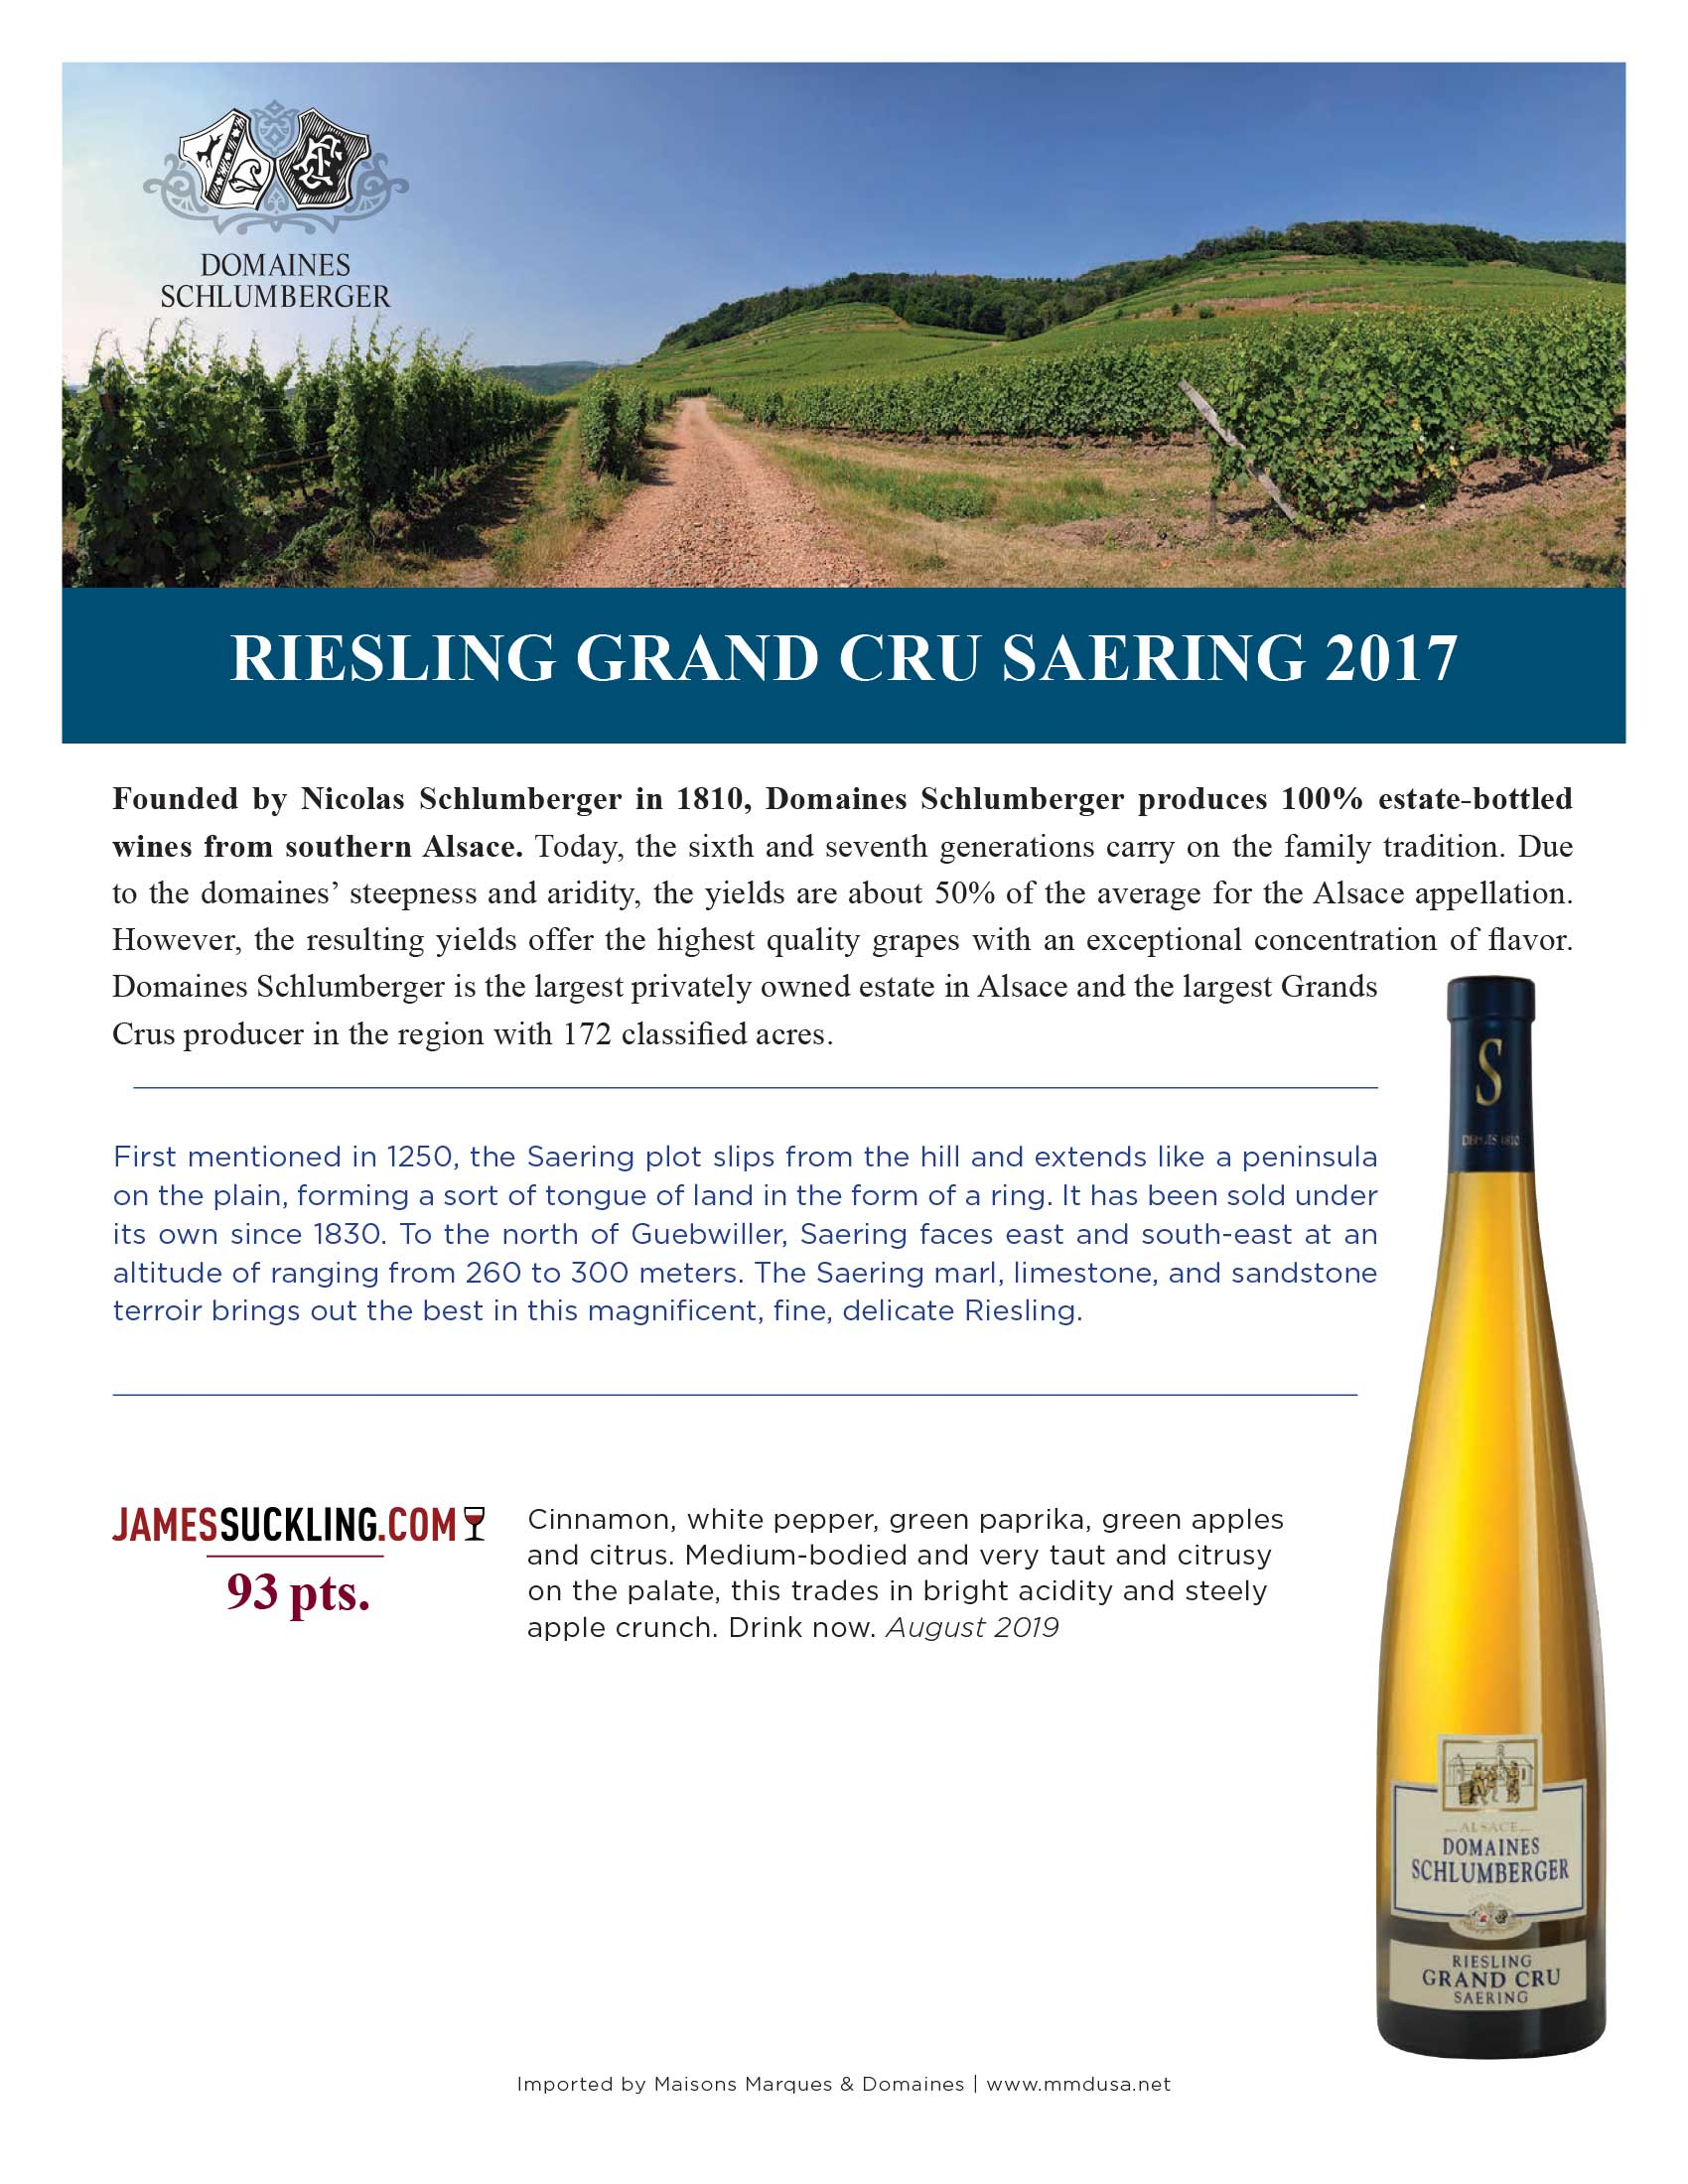 DOMAINES
SCHLUMBERGER
RIESLING GRAND CRU SAERING 2017
Founded by Nicolas Schlumberger in 1810, Domaines Schlumberger produces 100% estate-bottled
wines from southern Alsace. Today, the sixth and seventh generations carry on the family tradition. Due
to the domaines’ steepness and aridity, the yields are about 50% of the average for the Alsace appellation.
However, the resulting yields offer the highest quality grapes with an exceptional concentration of flavor.
Domaines Schlumberger is the largest privately owned estate in Alsace and the largest Grands
Crus producer in the region with 172 classified acres.
First mentioned in 1250, the Saering plot slips from the hill and extends like a peninsula
on the plain, forming a sort of tongue of land in the form of a ring. It has been sold under
its own since 1830. To the north of Guebwiller, Saering faces east and south-east at an
altitude of ranging from 260 to 300 meters. The Saering marl, limestone, and sandstone
terroir brings out the best in this magnificent, fine, delicate Riesling.
JAMESSUCKLING.COM
93 pts.
Cinnamon, white pepper, green paprika, green apples
and citrus. Medium-bodied and very taut and citrusy
on the palate, this trades in bright acidity and steely
apple crunch. Drink now. August 2019
S
DEPUIS 1810
ALSACE
DOMAINES
SCHLUMBERGER
RIESLING
GRAND CRU
SAERING
Imported by Maisons Marques & Domaines | www.mmdusa.net